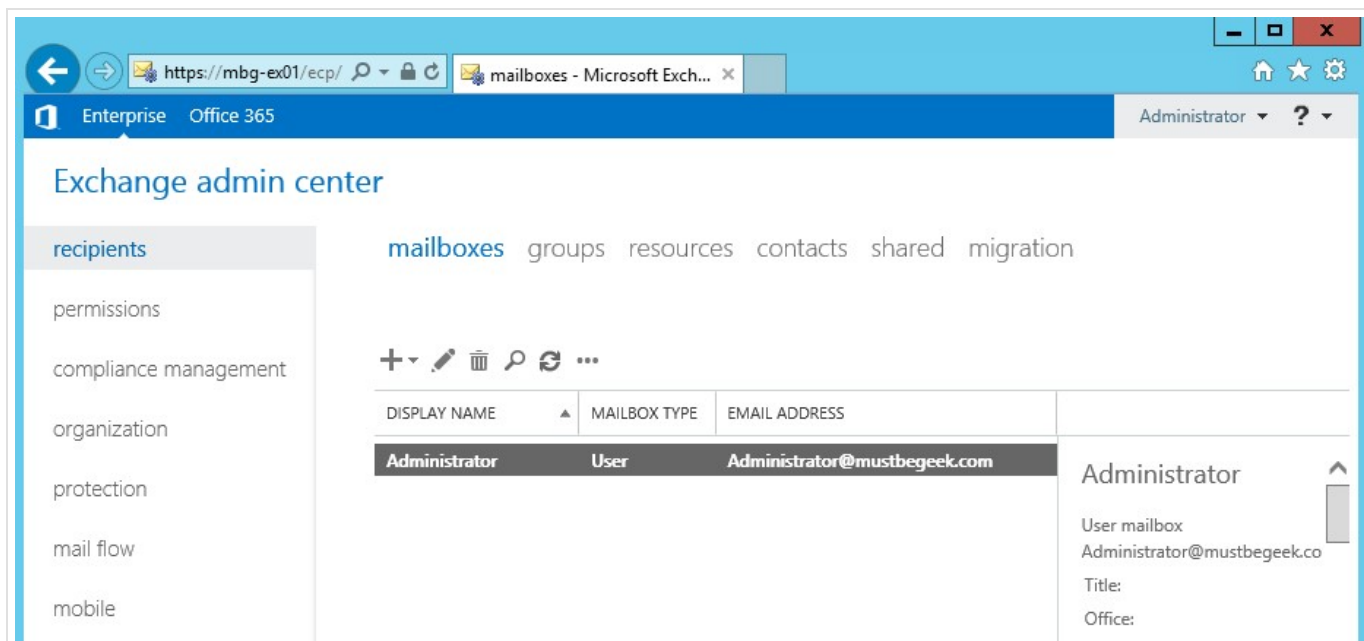 https://mbg-ex01/ecp/
mailboxes - Microsoft Exch...
Enterprise Office 365
Administrator ?
Exchange admin center
recipients
permissions
compliance management
organization
protection
mail flow
mobile
mailboxes groups resources contacts shared migration
DISPLAY NAME MAILBOX TYPE EMAIL ADDRESS
Administrator User Administrator@mustbegeek.com
Administrator
User mailbox
Administrator@mustbegeek.co
Title:
Office: